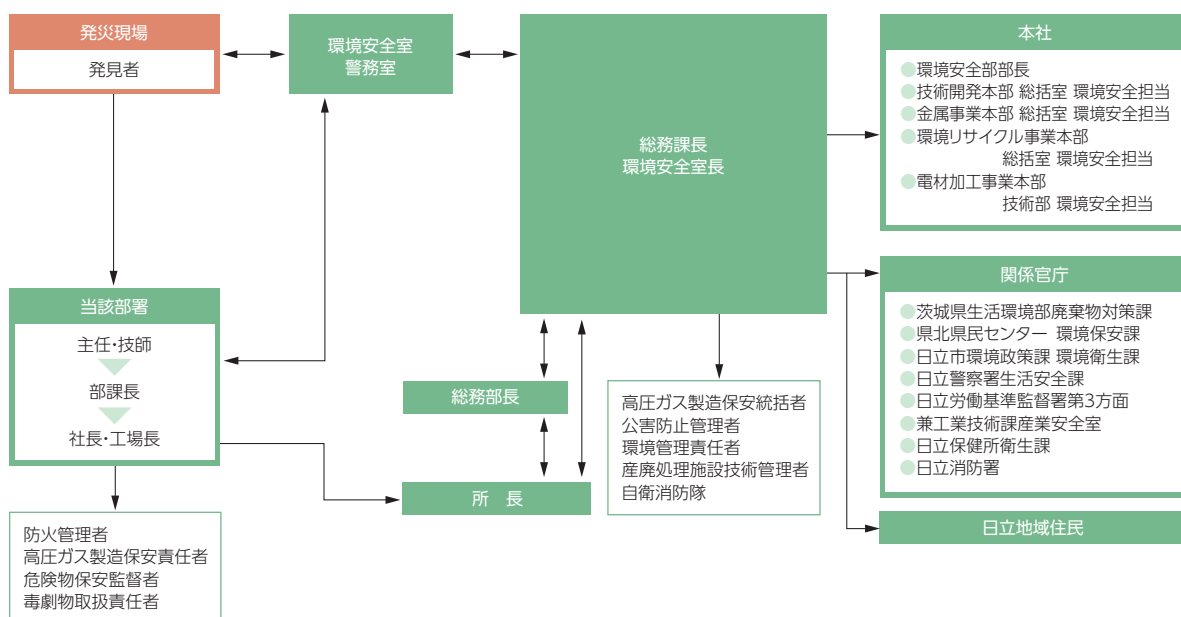 発災現場
発見者
環境安全室
警務室
総務課長
環境安全室長
本社
●環境安全部部長
●技術開発本部 総括室 環境安全担当
●金属事業本部 総括室 環境安全担当
●環境リサイクル事業本部
総括室 環境安全担当
●電材加工事業本部
技術部 環境安全担当
関係官庁
●茨城県生活環境部廃棄物対策課
●県北県民センター 環境保安課
●日立市環境政策課 環境衛生課
●日立警察署生活安全課
●日立労働基準監督署第3方面
●兼工業技術課産業安全室
●日立保健所衛生課
●日立消防署
日立地域住民
当該部署
主任・技師
部課長
社長・工場長
総務部長
所 長
高圧ガス製造保安統括者
公害防止管理者
環境管理責任者
産廃処理施設技術管理者
自衛消防隊
防火管理者
高圧ガス製造保安責任者
危険物保安監督者
毒劇物取扱責任者